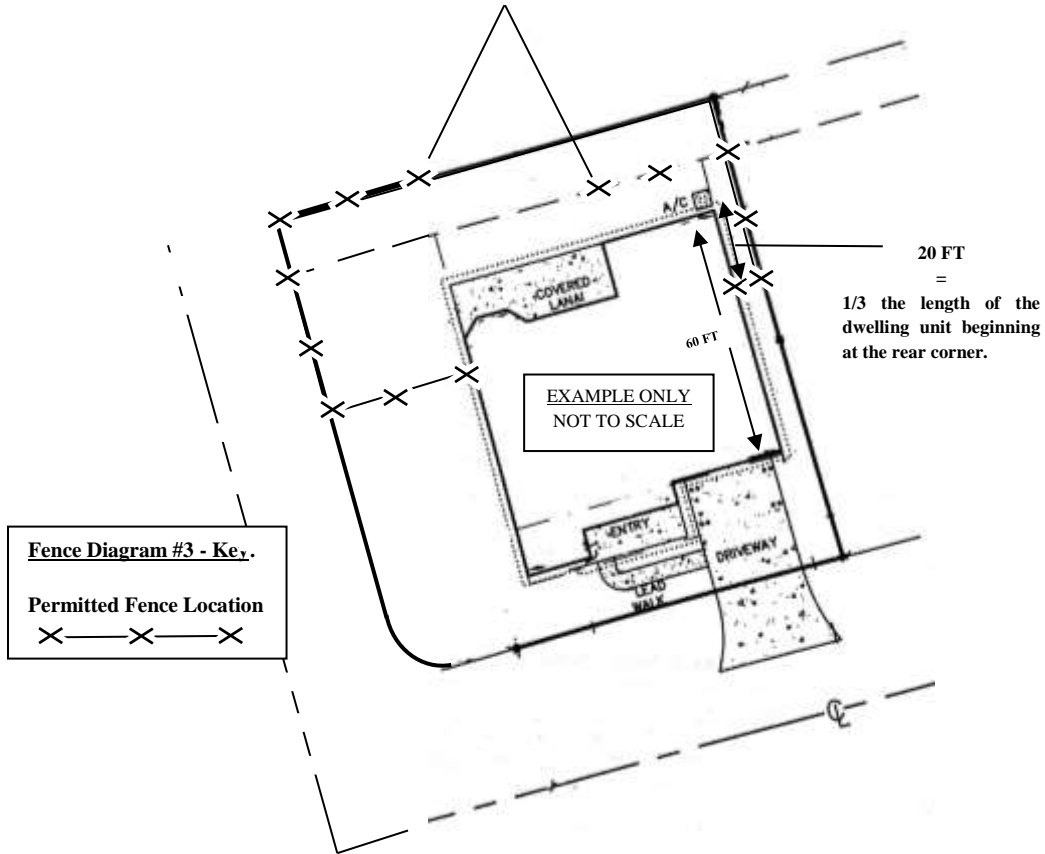 A/C
COVERED
LANAI
20 FT
=
1/3 the length of the
dwelling unit beginning
at the rear corner.
60 FT
EXAMPLE ONLY
NOT TO SCALE
ENTRY
DRIVEWAY
LEAD
WALK
Fence Diagram #3 - Key.
Permitted Fence Location
CL